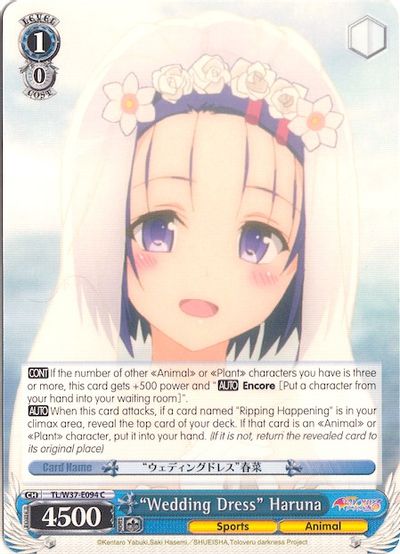 LEVEL
1
0
COST
CONT If the number of other «Animal» or «Plant» characters you have is three
or more, this card gets +500 power and "AUTO Encore [Put a character from
your hand into your waiting room]".
AUTO When this card attacks, if a card named "Ripping Happening" is in your
climax area, reveal the top card of your deck. If that card is an «Animal» or
«Plant» character, put it into your hand. (If it is not, return the revealed card to
its original place)
Card Name
“ウェディングドレス”春菜
CH
TL/W37-E094 C
4500
“Wedding Dress” Haruna
Sports
Animal
©Kentaro Yabuki,Saki Hasemi／SHUEISHA,Toloveru darkness Project